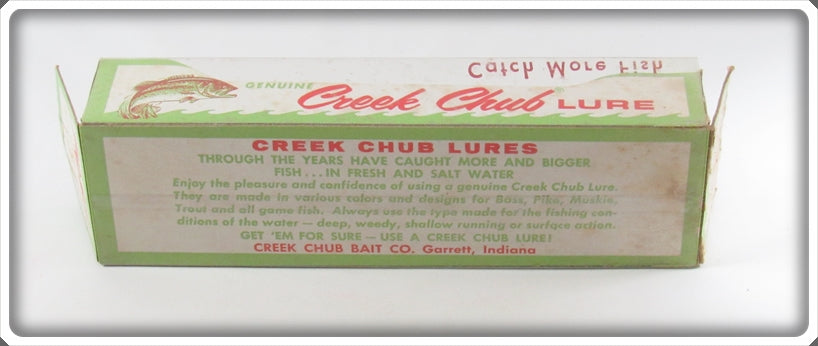 Catch More Fish
GENUINE Creek Chub® LURE
CREEK CHUB LURES
THROUGH THE YEARS HAVE CAUGHT MORE AND BIGGER
FISH...IN FRESH AND SALT WATER
Enjoy the pleasure and confidence of using a genuine Creek Chub Lure.
They are made in various colors and designs for Bass, Pike, Muskie,
Trout and all game fish. Always use the type made for the fishing con-
ditions of the water — deep, weedy, shallow running or surface action.
GET 'EM FOR SURE — USE A CREEK CHUB LURE!
CREEK CHUB BAIT CO. Garrett, Indiana